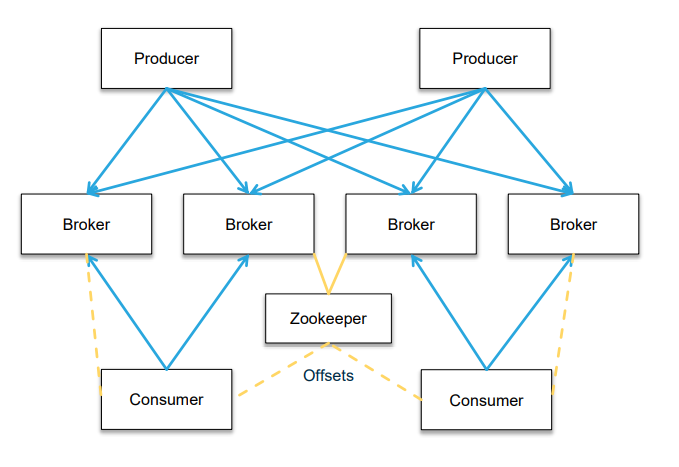 Producer
Producer
Broker
Broker
Broker
Broker
Zookeeper
Offsets
Consumer
Consumer